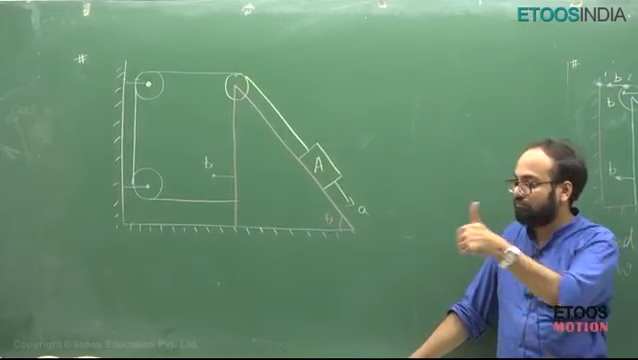 ETOOSINDIA
#
#
b
b
A
b
b
a
θ
ETOOS
MOTION
Copyright © Etoos Education Pvt. Ltd.